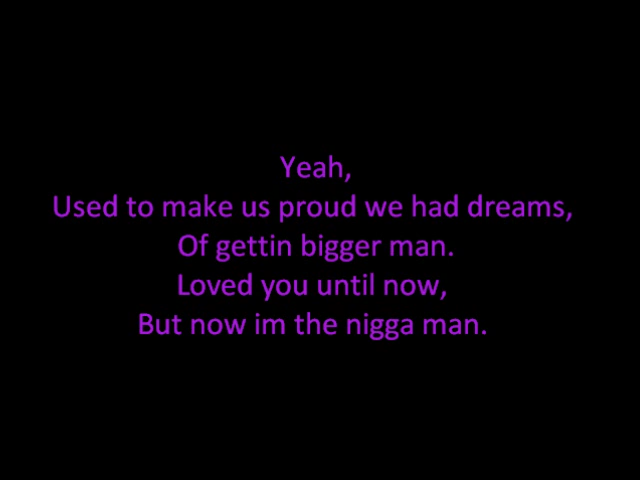 Yeah,
Used to make us proud we had dreams,
Of gettin bigger man.
Loved you until now,
But now im the nigga man.